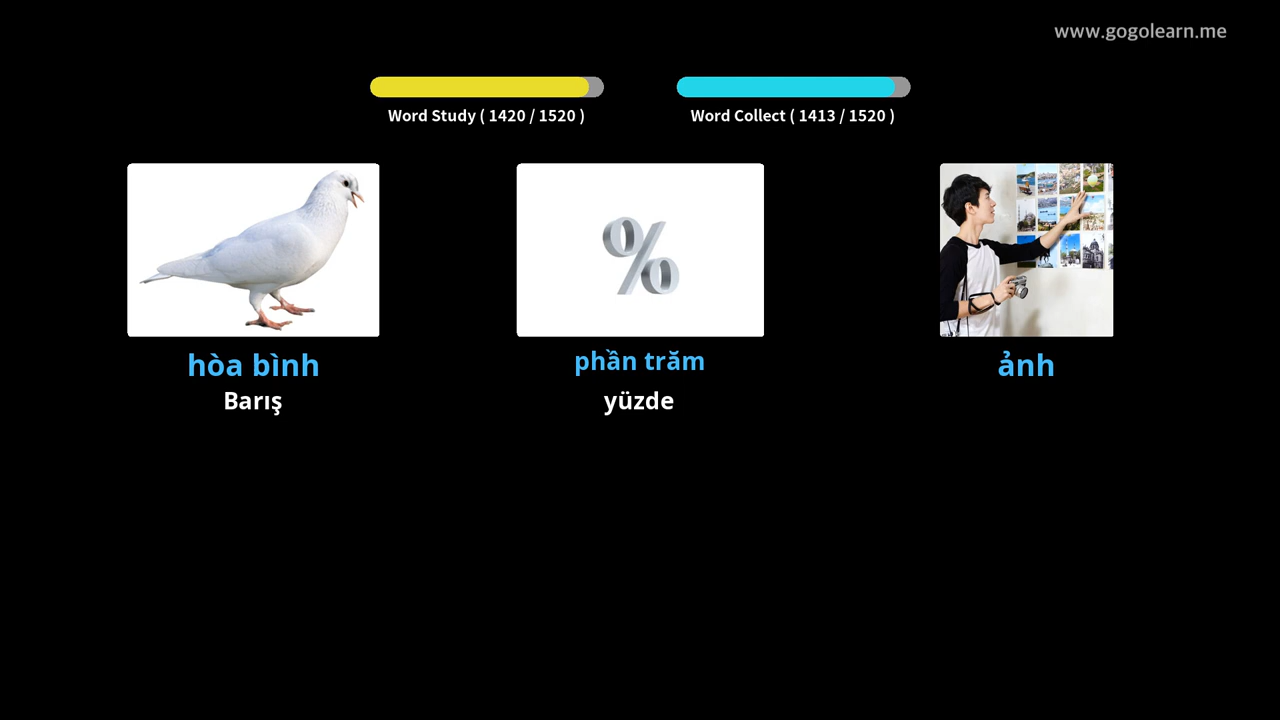 www.gogolearn.me
Word Study ( 1420 / 1520 )
Word Collect ( 1413 / 1520 )
hòa bình
Barış
phần trăm
yüzde
ảnh
%